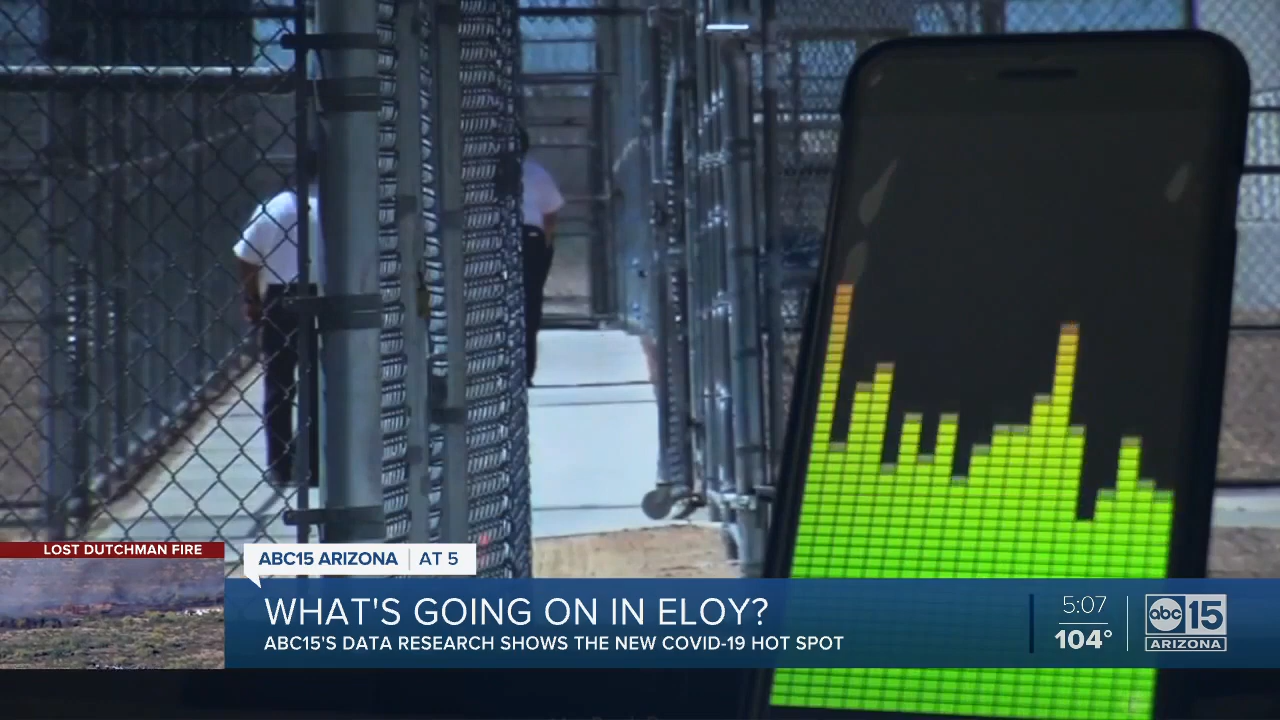 LOST DUTCHMAN FIRE
ABC15 ARIZONA | AT 5
WHAT'S GOING ON IN ELOY?
ABC15'S DATA RESEARCH SHOWS THE NEW COVID-19 HOT SPOT
5:07
104°
abc 15
ARIZONA